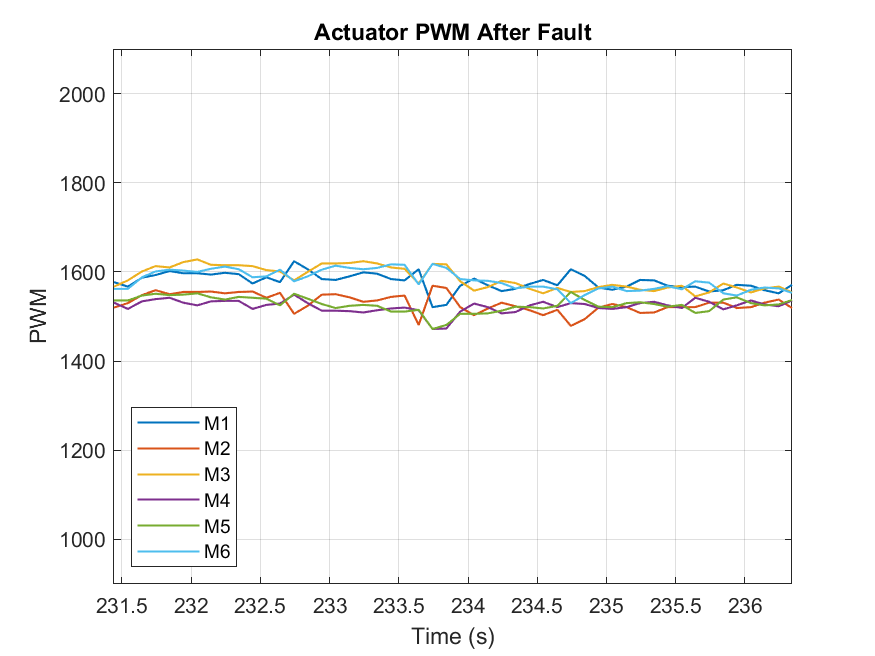 Actuator PWM After Fault
2000
1800
1600
1400
1200
1000
PWM
M1
M2
M3
M4
M5
M6
231.5 232 232.5 233 233.5 234 234.5 235 235.5 236
Time (s)